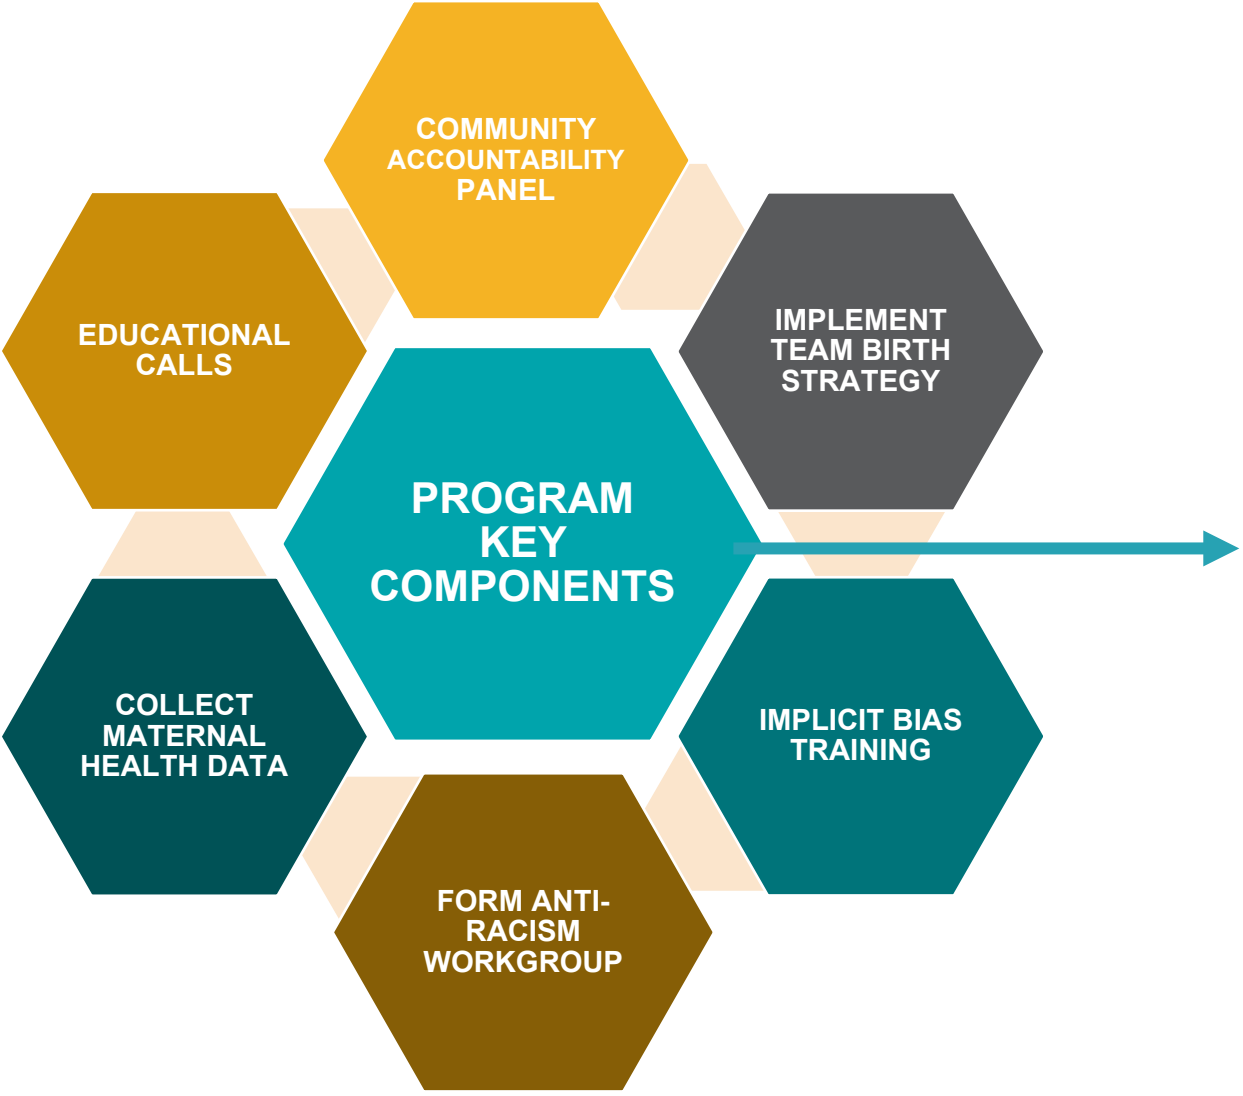 COMMUNITY
ACCOUNTABILITY
PANEL
EDUCATIONAL
CALLS
IMPLEMENT
TEAM BIRTH
STRATEGY
PROGRAM
KEY
COMPONENTS
COLLECT
MATERNAL
HEALTH DATA
IMPLICIT BIAS
TRAINING
FORM ANTI-
RACISM
WORKGROUP